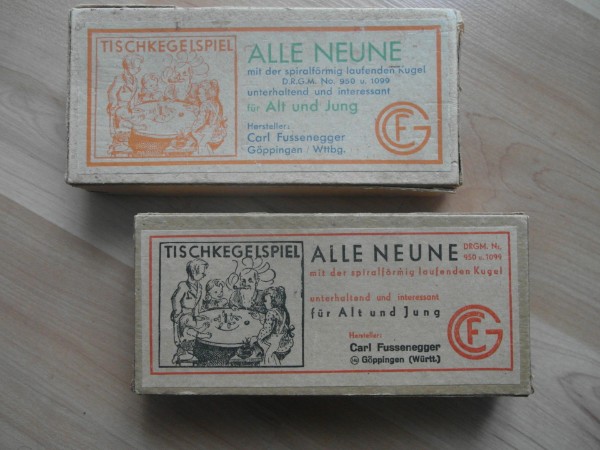 TISCHKEGELSPIEL
ALLE NEUNE
mit der spiralförmig laufenden Kugel
D.R.G.M. No. 950 u. 1099
unterhaltend und interessant
für Alt und Jung
Hersteller:
Carl Fussenegger
Göppingen / Wttbg.
CFG
TISCHKEGELSPIEL
ALLE NEUNE
DRGM. No.
950 u. 1099
mit der spiralförmig laufenden Kugel
unterhaltend und interessant
für Alt und Jung
Hersteller:
Carl Fussenegger
Göppingen (Württ.)
CFG